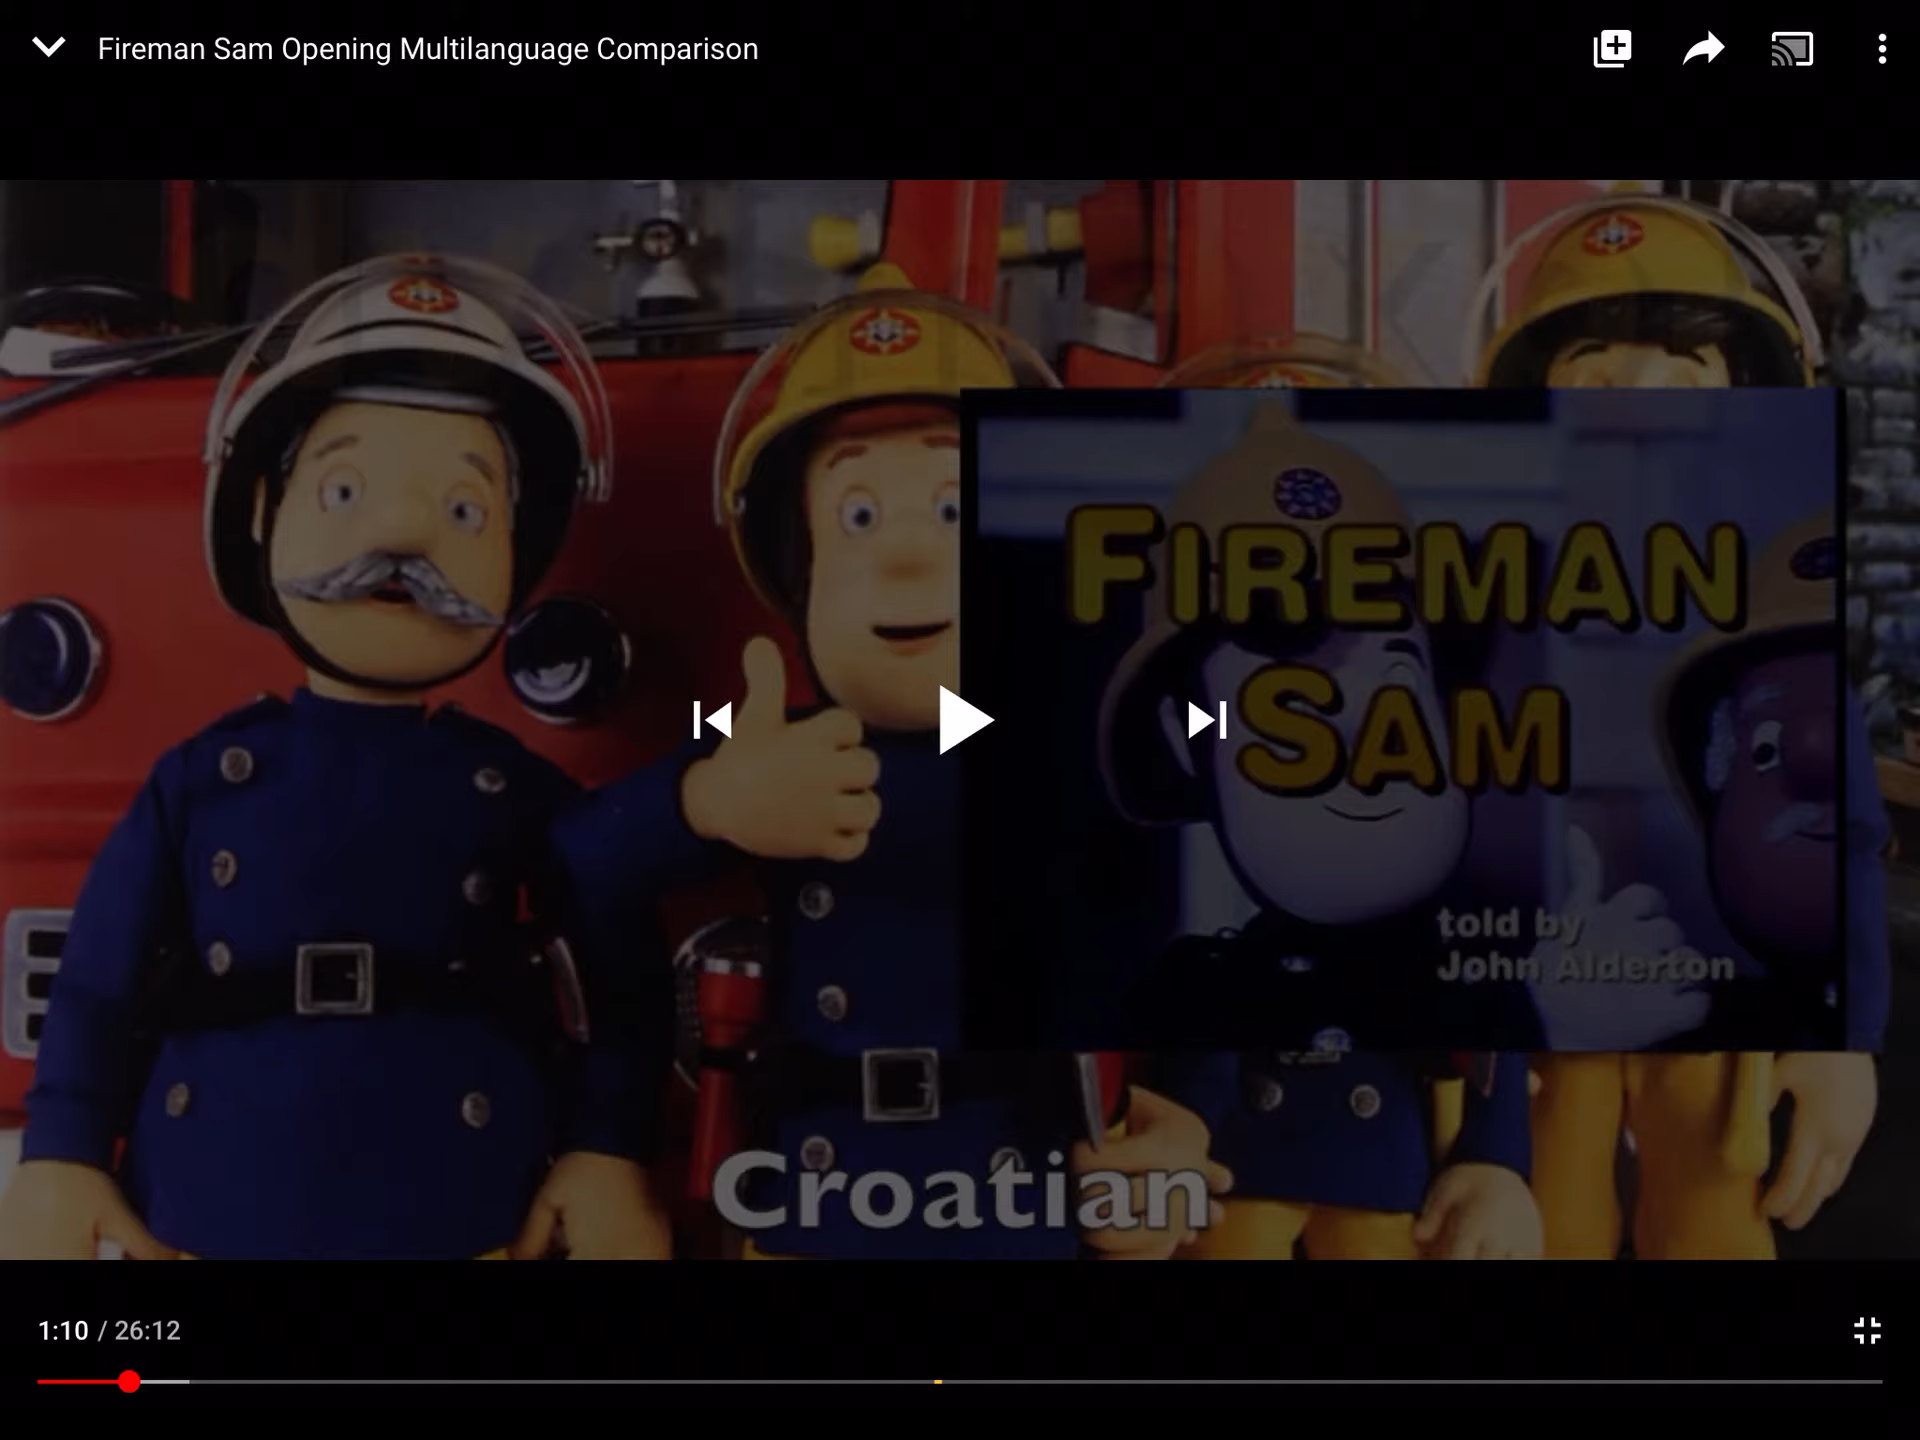 Fireman Sam Opening Multilanguage Comparison
FIREMAN
SAM
told by
John Alderton
Croatian
1:10 / 26:12